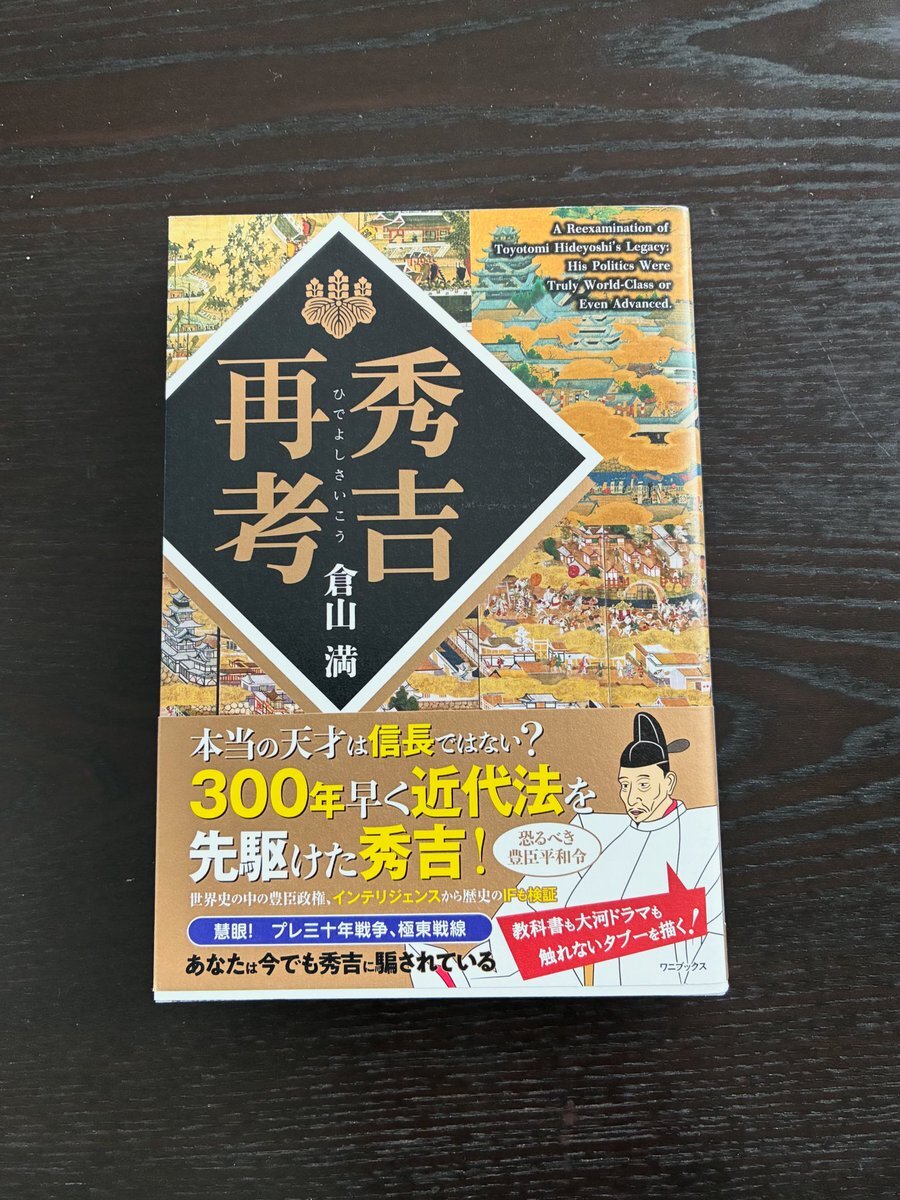 A Reexamination of
Toyotomi Hideyoshi's Legacy:
His Politics Were
Truly World-Class or
Even Advanced.
秀吉
再考
ひでよしさいこう
倉山 満
本当の天才は信長ではない?
300年早く近代法を
先駆けた秀吉!
恐るべき
豊臣平和令
世界史の中の豊臣政権、インテリジェンスから歴史のIFも検証
慧眼! プレ三十年戦争、極東戦線
あなたは今でも秀吉に騙されている
教科書も大河ドラマも
触れないタブーを描く!
ワニブックス